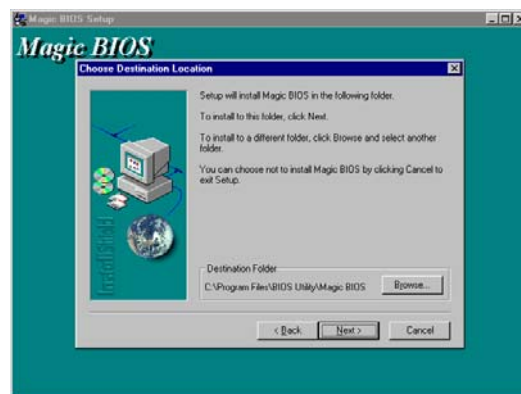 Magic BIOS Setup
Magic BIOS
Choose Destination Location
Setup will install Magic BIOS in the following folder.
To install to this folder, click Next.
To install to a different folder, click Browse and select another
folder.
You can choose not to install Magic BIOS by clicking Cancel to
exit Setup.
InstallShield
Destination Folder
C:\Program Files\BIOS Utility\Magic BIOS
Browse...
< Back
Next >
Cancel